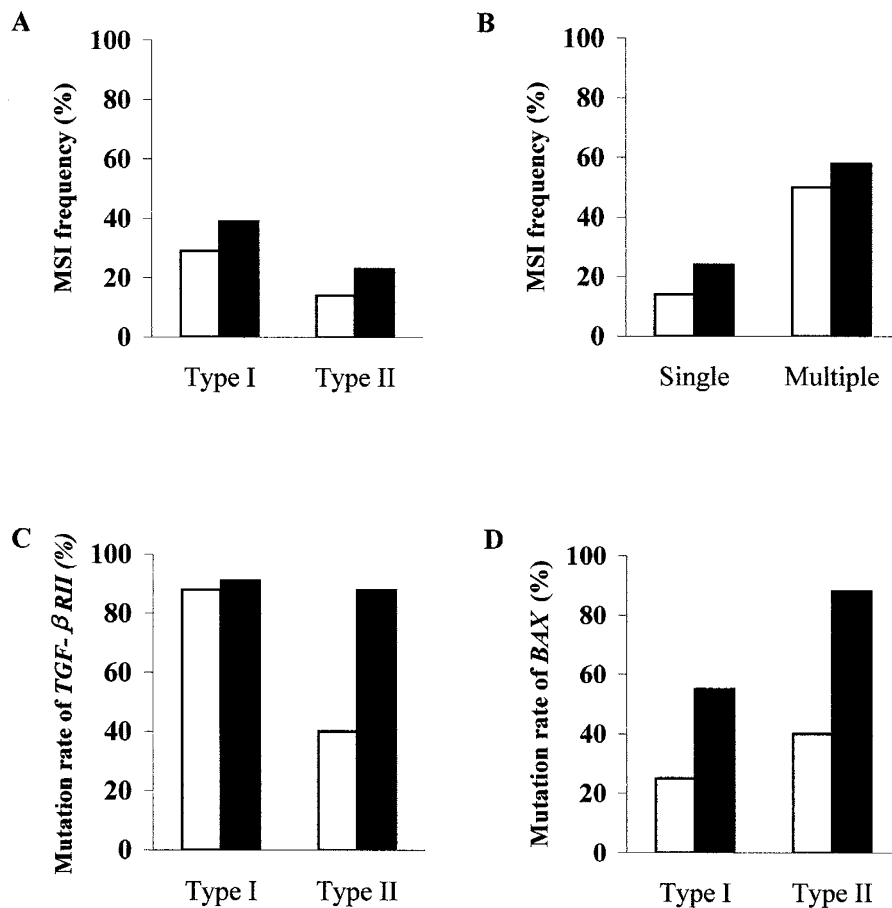 A
MSI frequency (%)
100
80
60
40
20
0
Type I Type II
B
MSI frequency (%)
100
80
60
40
20
0
Single Multiple
C
Mutation rate of TGF-βRII (%)
100
80
60
40
20
0
Type I Type II
D
Mutation rate of BAX (%)
100
80
60
40
20
0
Type I Type II